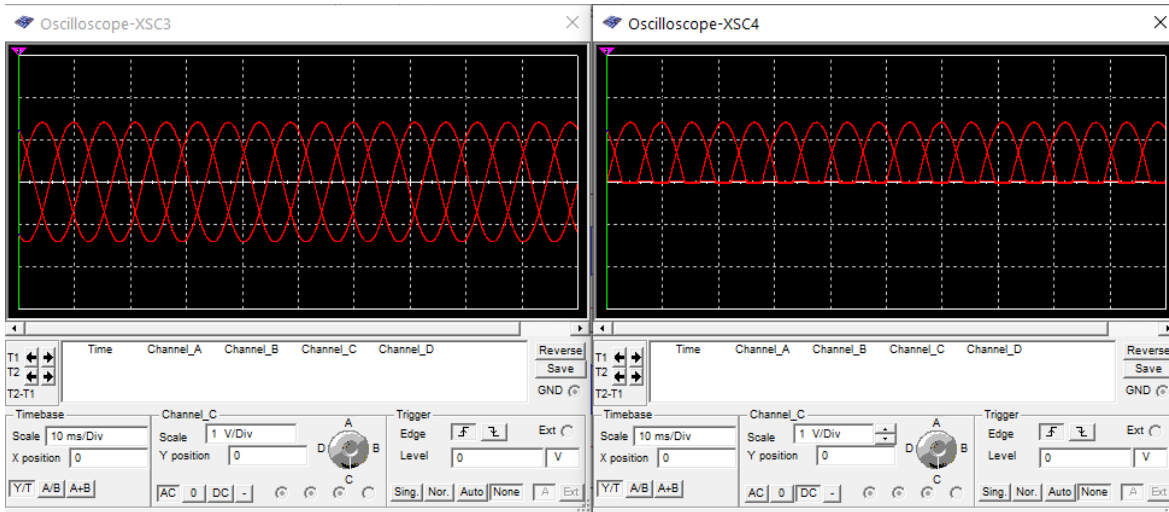 Oscilloscope-XSC3
Time Channel_A Channel_B Channel_C Channel_D
T1
T2
T2-T1
Reverse
Save
GND
Timebase
Scale 10 ms/Div
X position 0
Y/T A/B A+B
Channel_C
Scale 1 V/Div
Y position 0
AC 0 DC -
A
B
C
D
Trigger
Edge
Ext
Level 0 V
Sing. Nor. Auto None A Ext
Oscilloscope-XSC4
Time Channel_A Channel_B Channel_C Channel_D
T1
T2
T2-T1
Reverse
Save
GND
Timebase
Scale 10 ms/Div
X position 0
Y/T A/B A+B
Channel_C
Scale 1 V/Div
Y position 0
AC 0 DC -
A
B
C
D
Trigger
Edge
Ext
Level 0 V
Sing. Nor. Auto None A Ext